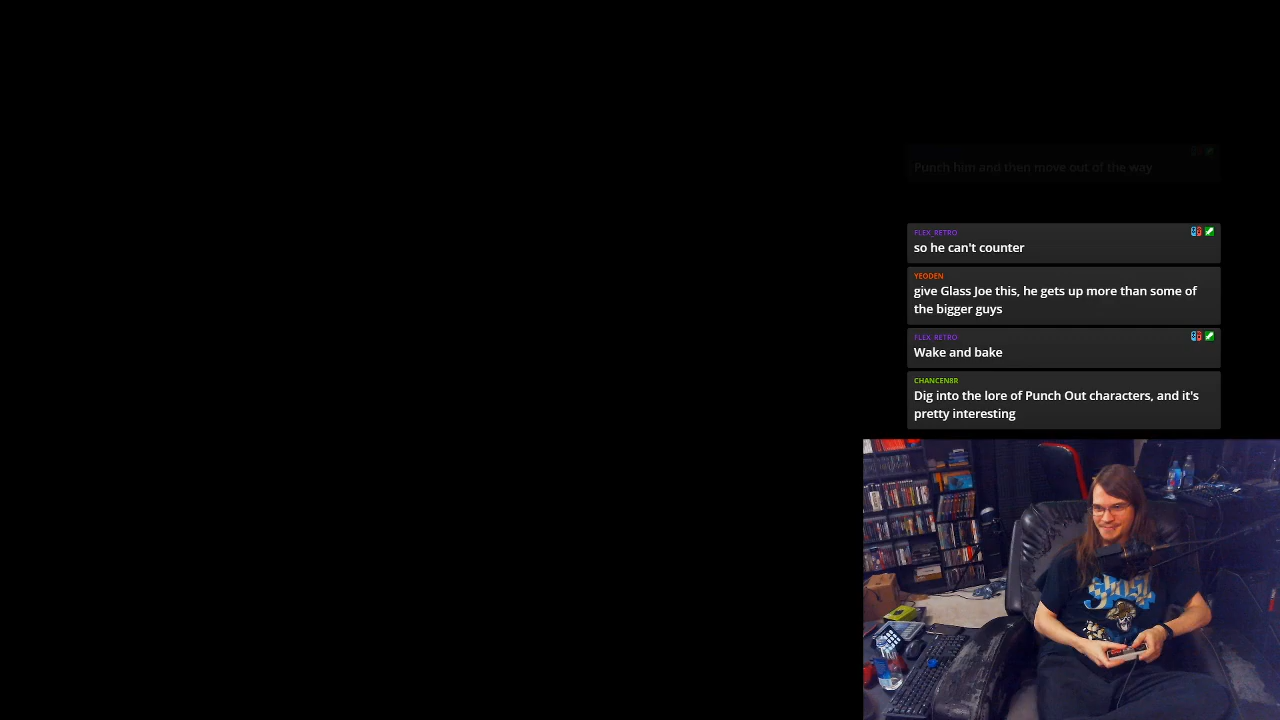 Punch him and then move out of the way
FLEX_RETRO
so he can't counter
YEODEN
give Glass Joe this, he gets up more than some of
the bigger guys
FLEX_RETRO
Wake and bake
CHANCEN8R
Dig into the lore of Punch Out characters, and it's
pretty interesting